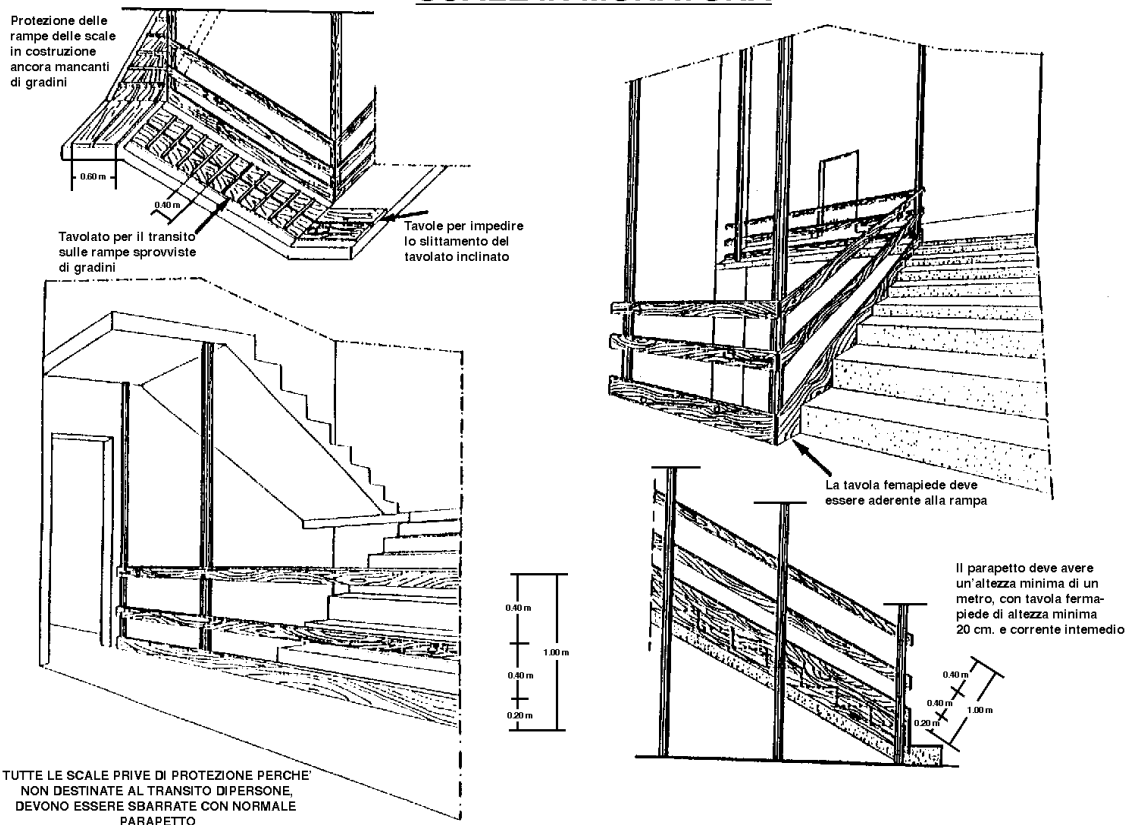 Protezione delle
rampe delle scale
in costruzione
ancora mancanti
di gradini
0.60 m
0.40 m
Tavolato per il transito
sulle rampe sprovviste
di gradini
Tavole per impedire
lo slittamento del
tavolato inclinato
La tavola femapiede deve
essere aderente alla rampa
0.40 m
1.00 m
0.40 m
0.20 m
Il parapetto deve avere
un'altezza minima di un
metro, con tavola ferma-
piede di altezza minima
20 cm. e corrente intemedio
0.40 m
0.40 m
1.00 m
0.20 m
TUTTE LE SCALE PRIVE DI PROTEZIONE PERCHE'
NON DESTINATE AL TRANSITO DIPERSONE,
DEVONO ESSERE SBARRATE CON NORMALE
PARAPETTO